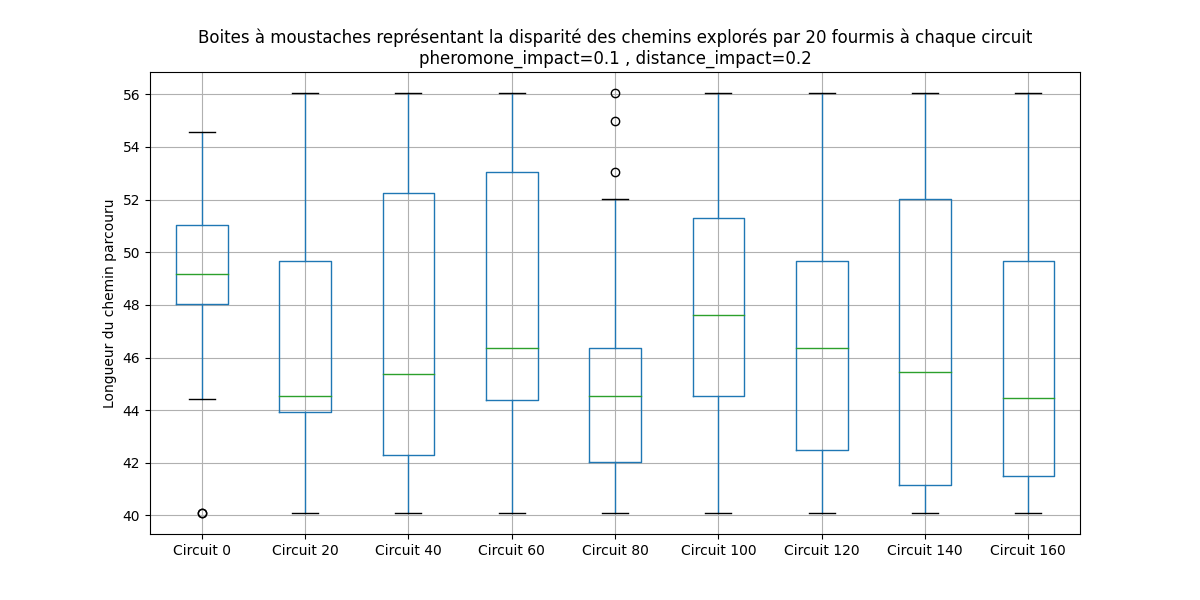 Boites à moustaches représentant la disparité des chemins explorés par 20 fourmis à chaque circuit
pheromone_impact=0.1 , distance_impact=0.2
Longueur du chemin parcouru
56
54
52
50
48
46
44
42
40
Circuit 0 Circuit 20 Circuit 40 Circuit 60 Circuit 80 Circuit 100 Circuit 120 Circuit 140 Circuit 160